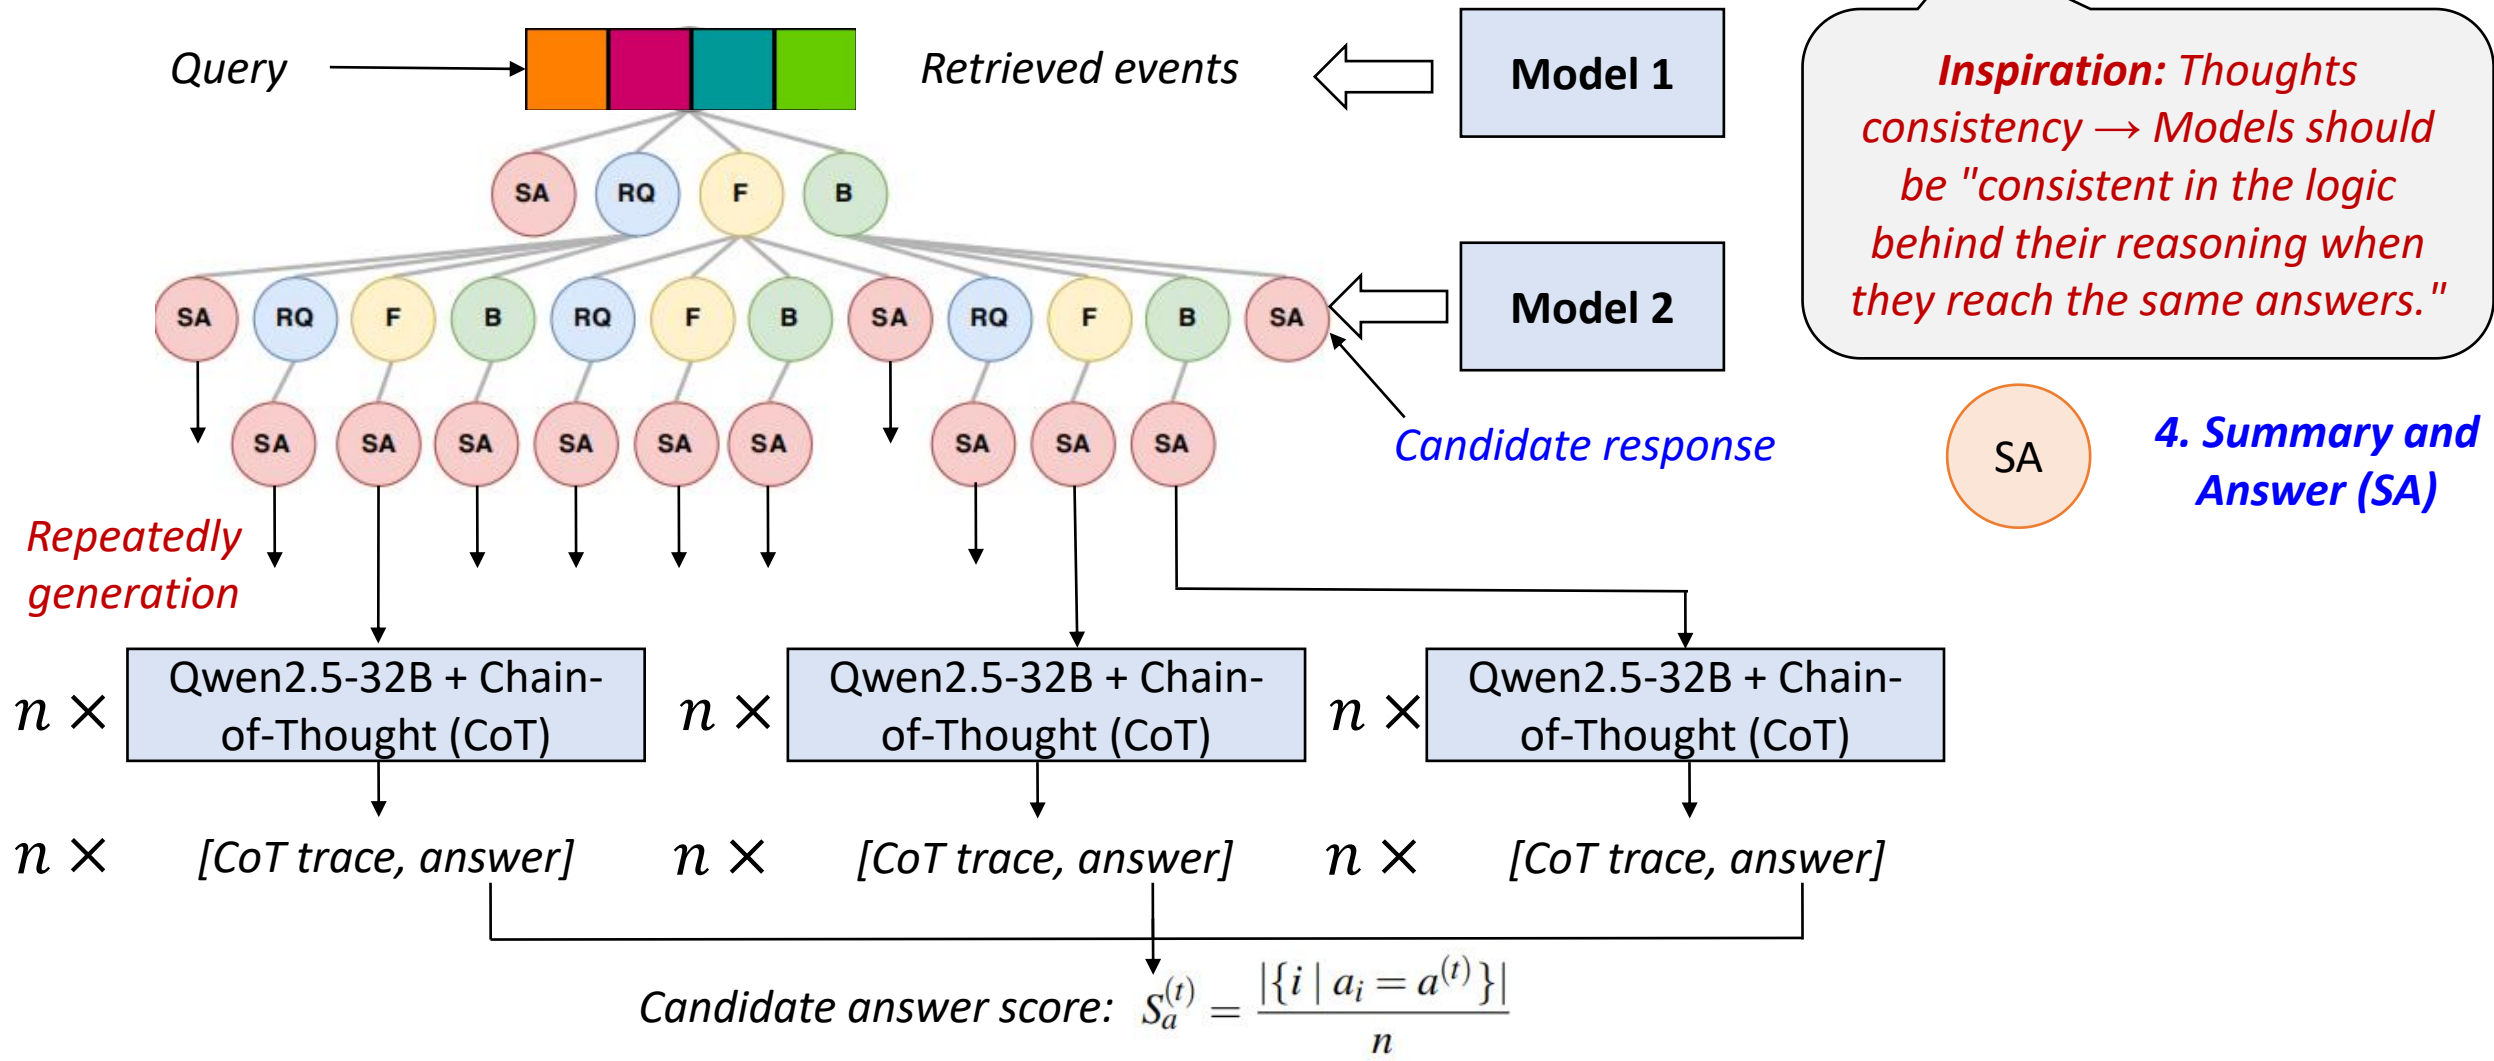 Query
Retrieved events
Model 1
Inspiration: Thoughts
consistency → Models should
be "consistent in the logic
behind their reasoning when
they reach the same answers."
SA RQ F B
SA RQ F B RQ F B SA RQ F B SA
Model 2
SA SA SA SA SA SA SA SA SA
Candidate response
SA
4. Summary and
Answer (SA)
Repeatedly
generation
n ×
Qwen2.5-32B + Chain-
of-Thought (CoT)
n ×
Qwen2.5-32B + Chain-
of-Thought (CoT)
n ×
Qwen2.5-32B + Chain-
of-Thought (CoT)
n × [CoT trace, answer]
n × [CoT trace, answer]
n × [CoT trace, answer]
Candidate answer score: S_a^{(t)} = |{i | a_i = a^{(t)}}| / n